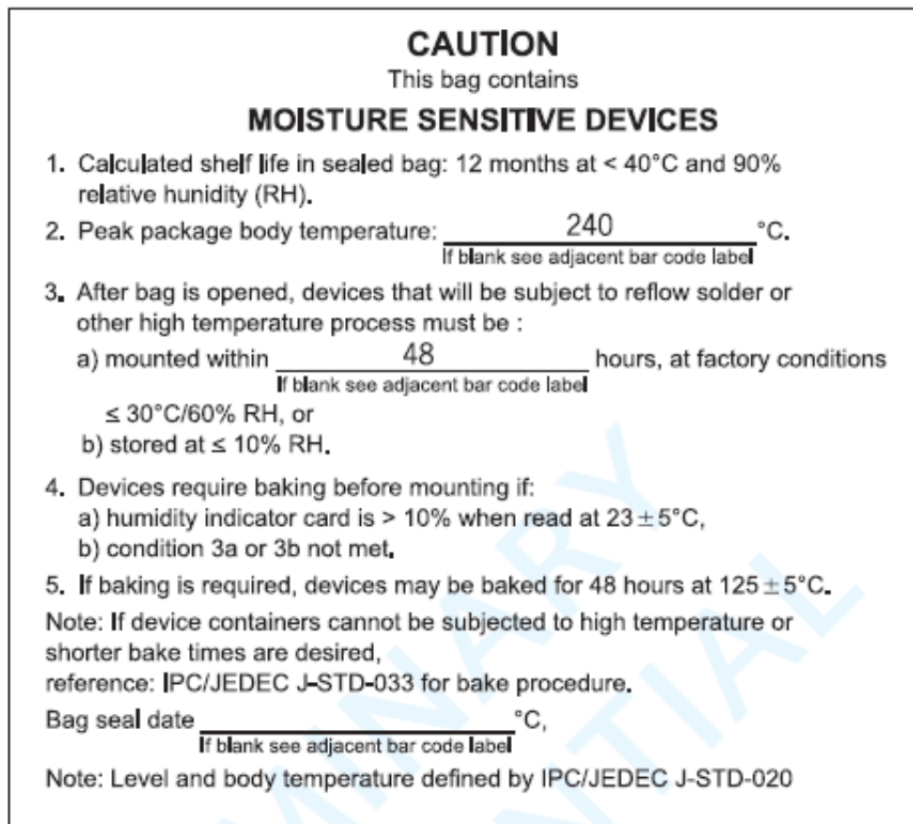 CAUTION
This bag contains
MOISTURE SENSITIVE DEVICES
1. Calculated shelf life in sealed bag: 12 months at < 40°C and 90%
relative hunidity (RH).
2. Peak package body temperature: 240 °C.
If blank see adjacent bar code label
3. After bag is opened, devices that will be subject to reflow solder or
other high temperature process must be :
a) mounted within 48 hours, at factory conditions
If blank see adjacent bar code label
≤ 30°C/60% RH, or
b) stored at ≤ 10% RH.
4. Devices require baking before mounting if:
a) humidity indicator card is > 10% when read at 23±5°C,
b) condition 3a or 3b not met.
5. If baking is required, devices may be baked for 48 hours at 125±5°C.
Note: If device containers cannot be subjected to high temperature or
shorter bake times are desired,
reference: IPC/JEDEC J-STD-033 for bake procedure.
Bag seal date °C,
If blank see adjacent bar code label
Note: Level and body temperature defined by IPC/JEDEC J-STD-020